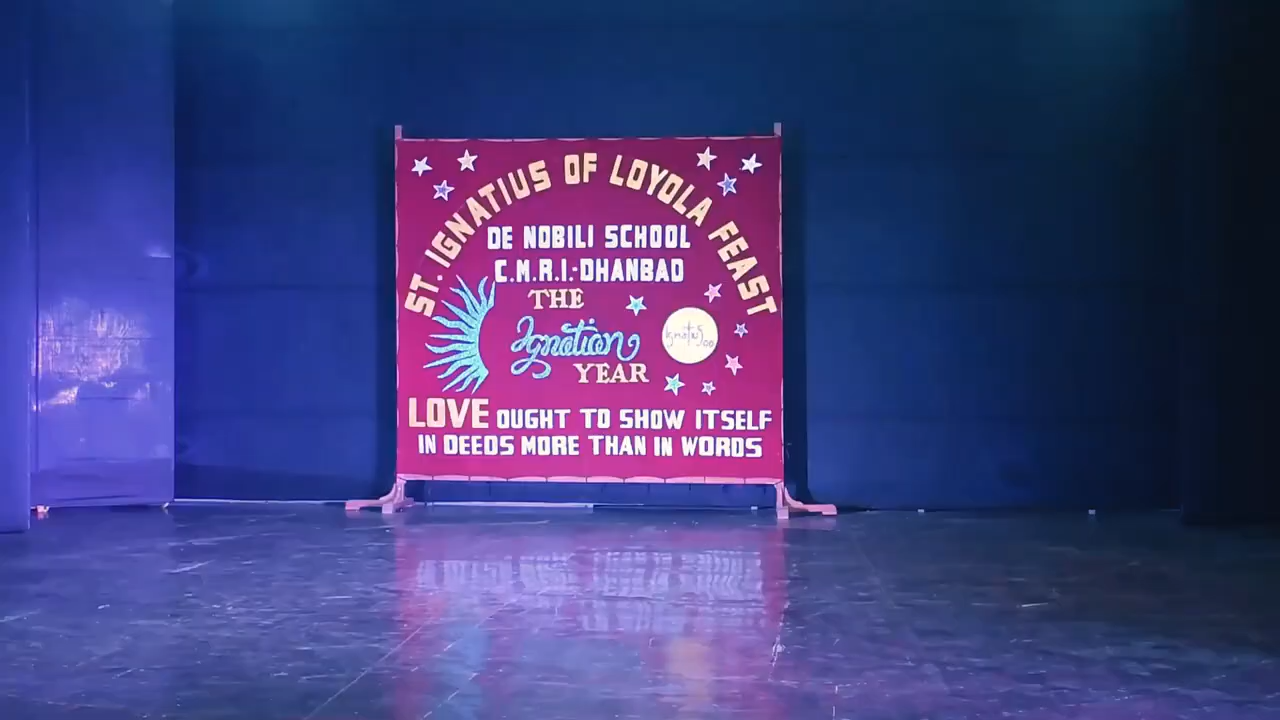 ST. IGNATIUS OF LOYOLA FEAST
DE NOBILI SCHOOL
C.M.R.I.-DHANBAD
THE
Ignatian
YEAR
Ignatius
LOVE OUGHT TO SHOW ITSELF
IN DEEDS MORE THAN IN WORDS